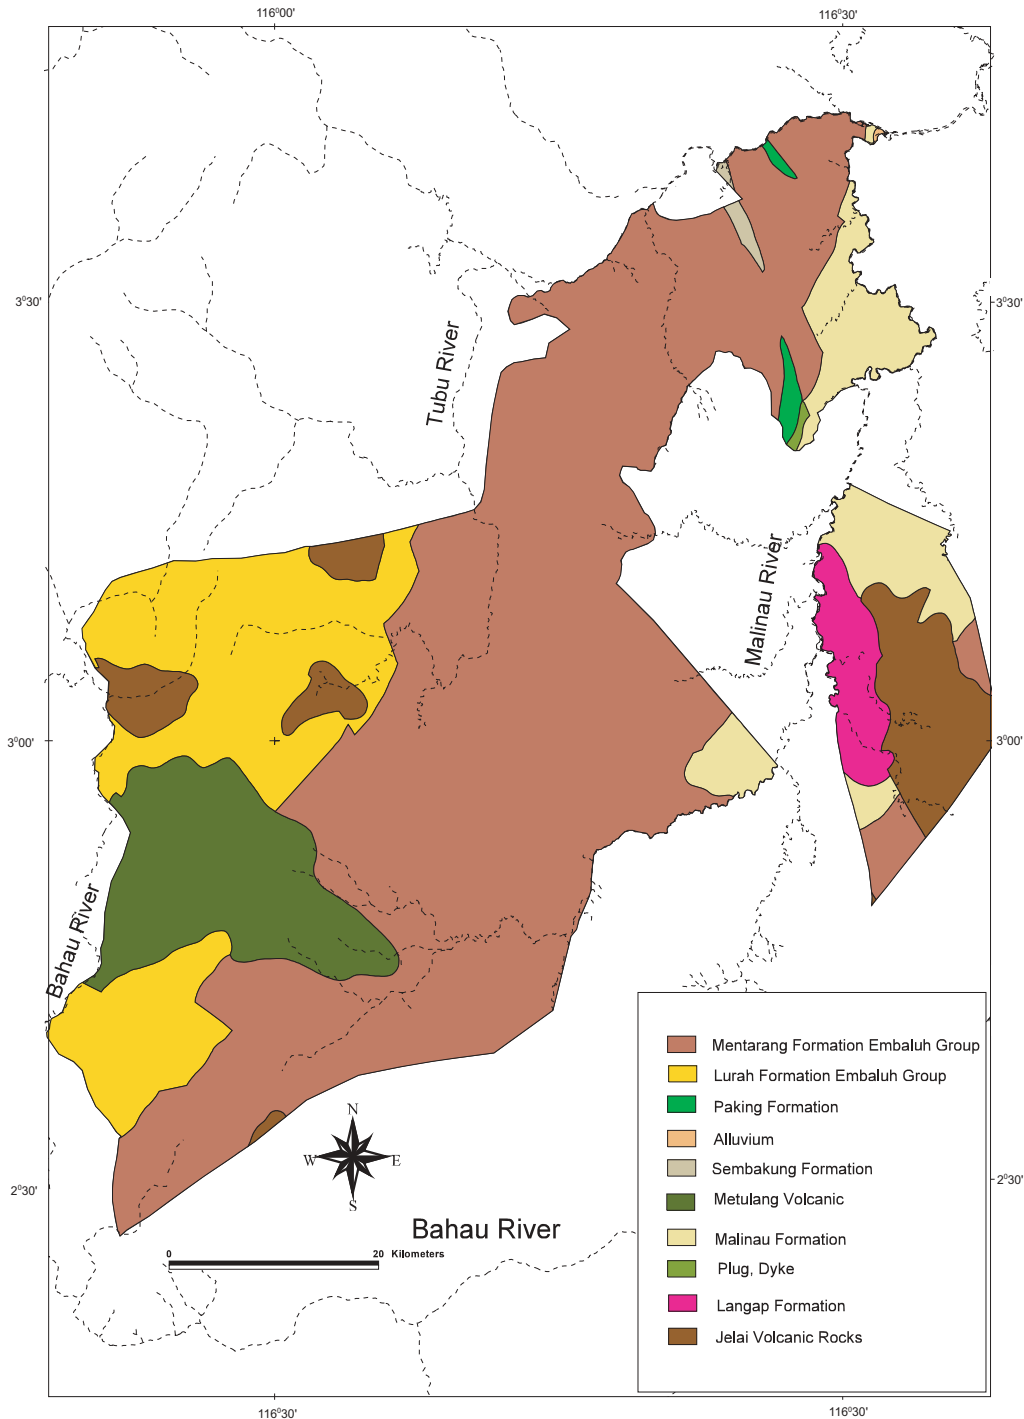 116°00'
116°30'
3°30'
3°30'
Tubu River
Malinau River
3°00'
3°00'
Bahau River
Mentarang Formation Embaluh Group
Lurah Formation Embaluh Group
Paking Formation
Alluvium
Sembakung Formation
Metulang Volcanic
Malinau Formation
Plug, Dyke
Langap Formation
Jelai Volcanic Rocks
N
W E
S
2°30'
2°30'
Bahau River
0 20 Kilometers
116°30'
116°30'